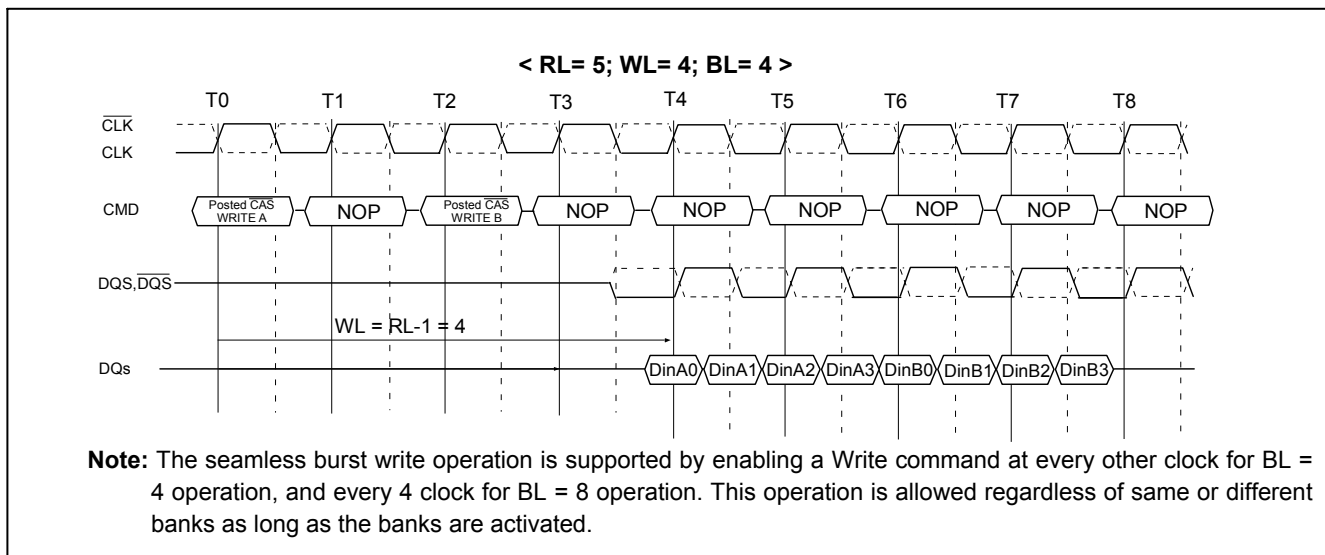 < RL= 5; WL= 4; BL= 4 >
T0 T1 T2 T3 T4 T5 T6 T7 T8
CLK
CLK
CMD
Posted CAS
WRITE A
NOP
Posted CAS
WRITE B
NOP
NOP
NOP
NOP
NOP
NOP
DQS,DQS
WL = RL-1 = 4
DQs
DinA0 DinA1 DinA2 DinA3 DinB0 DinB1 DinB2 DinB3
Note: The seamless burst write operation is supported by enabling a Write command at every other clock for BL =
4 operation, and every 4 clock for BL = 8 operation. This operation is allowed regardless of same or different
banks as long as the banks are activated.